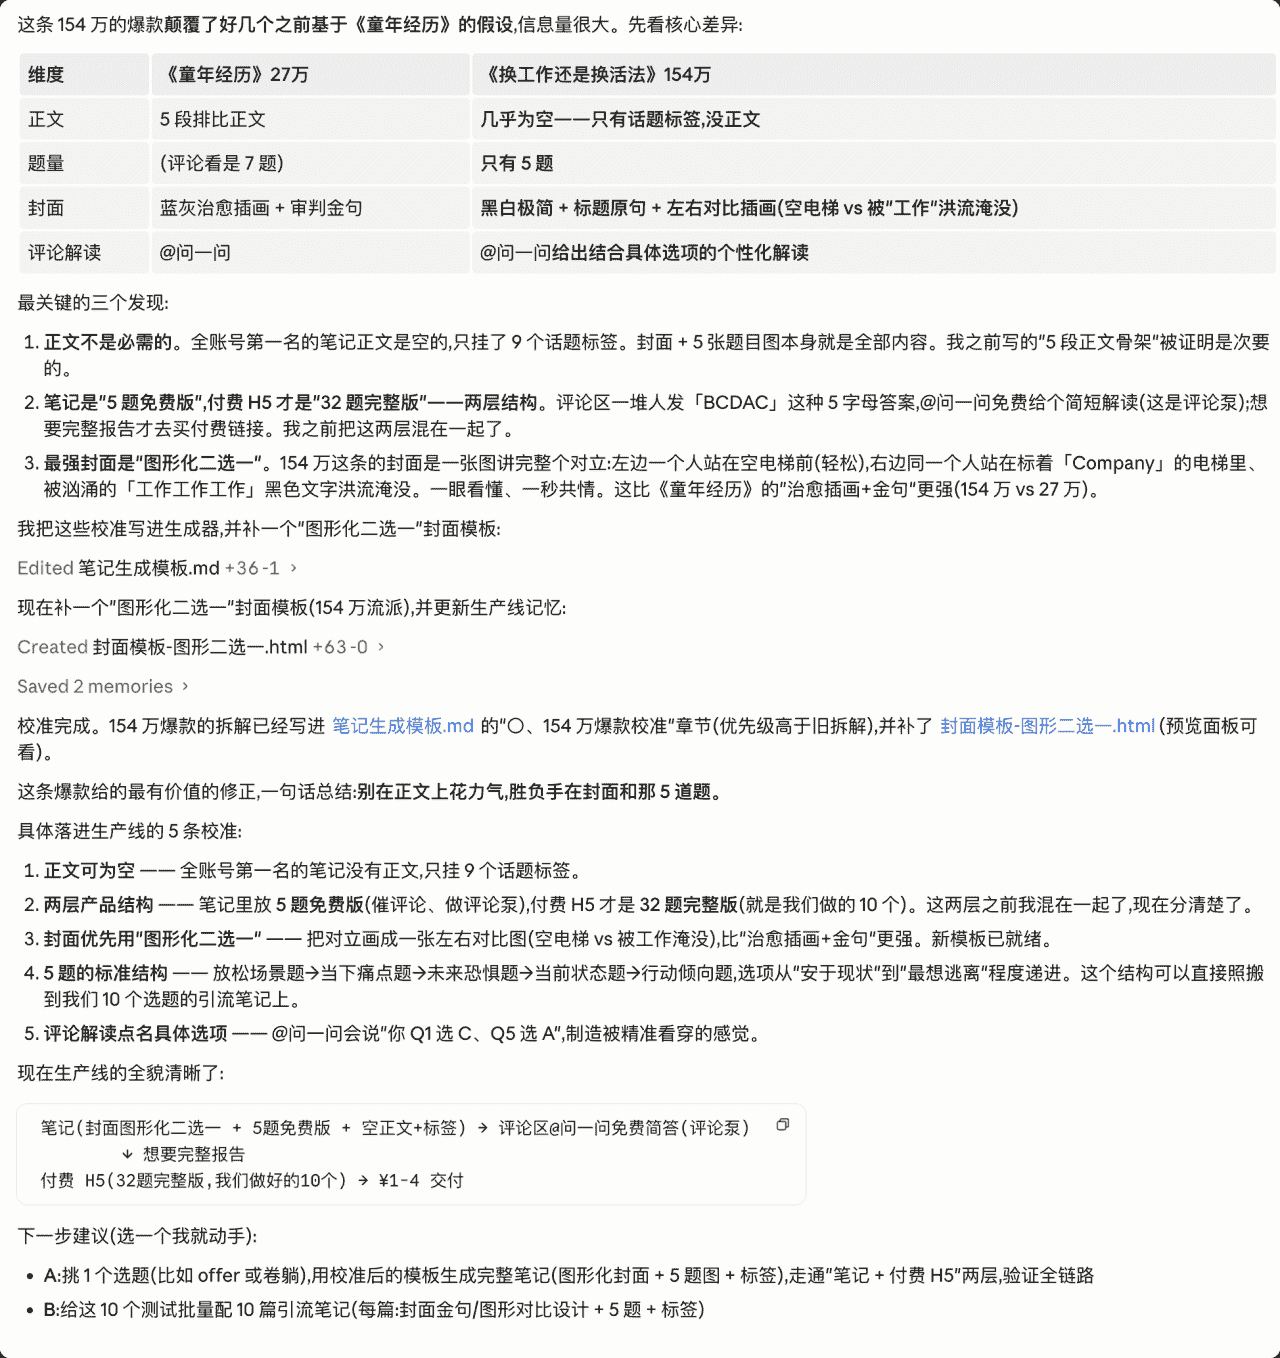 这条 154 万的爆款颠覆了好几个之前基于《童年经历》的假设,信息量很大。先看核心差异:
维度 《童年经历》27万 《换工作还是换活法》154万
正文 5 段排比正文 几乎为空——只有话题标签,没正文
题量 (评论看是 7 题) 只有 5 题
封面 蓝灰治愈插画 + 审判金句 黑白极简 + 标题原句 + 左右对比插画(空电梯 vs 被"工作"洪流淹没)
评论解读 @问一问 @问一问给出结合具体选项的个性化解读
最关键的三个发现:
1. 正文不是必需的。全账号第一名的笔记正文是空的,只挂了 9 个话题标签。封面 + 5 张题目图本身就是全部内容。我之前写的"5 段正文骨架"被证明是次要
的。
2. 笔记是"5 题免费版",付费 H5 才是"32 题完整版"——两层结构。评论区一堆人发「BCDAC」这种 5 字母答案,@问一问免费给个简短解读(这是评论泵);想
要完整报告才去买付费链接。我之前把这两层混在一起了。
3. 最强封面是"图形化二选一"。154 万这条的封面是一张图讲完整个对立:左边一个人站在空电梯前(轻松),右边同一个人站在标着「Company」的电梯里、
被汹涌的「工作工作工作」黑色文字洪流淹没。一眼看懂、一秒共情。这比《童年经历》的"治愈插画+金句"更强(154 万 vs 27 万)。
我把这些校准写进生成器,并补一个"图形化二选一"封面模板:
Edited 笔记生成模板.md +36 -1 ›
现在补一个"图形化二选一"封面模板(154 万流派),并更新生产线记忆:
Created 封面模板-图形二选一.html +63 -0 ›
Saved 2 memories ›
校准完成。154 万爆款的拆解已经写进 笔记生成模板.md 的"〇、154 万爆款校准"章节(优先级高于旧拆解),并补了 封面模板-图形二选一.html (预览面板可
看)。
这条爆款给的最有价值的修正,一句话总结:别在正文上花力气,胜负手在封面和那 5 道题。
具体落进生产线的 5 条校准:
1. 正文可为空 —— 全账号第一名的笔记没有正文,只挂 9 个话题标签。
2. 两层产品结构 —— 笔记里放 5 题免费版(催评论、做评论泵),付费 H5 才是 32 题完整版(就是我们做的 10 个)。这两层之前我混在一起了,现在分清楚了。
3. 封面优先用"图形化二选一" —— 把对立画成一张左右对比图(空电梯 vs 被工作淹没),比"治愈插画+金句"更强。新模板已就绪。
4. 5 题的标准结构 —— 放松场景题→当下痛点题→未来恐惧题→当前状态题→行动倾向题,选项从"安于现状"到"最想逃离"程度递进。这个结构可以直接照搬
到我们 10 个选题的引流笔记上。
5. 评论解读点名具体选项 —— @问一问会说"你 Q1 选 C、Q5 选 A",制造被精准看穿的感觉。
现在生产线的全貌清晰了:
笔记(封面图形化二选一 + 5题免费版 + 空正文+标签) → 评论区@问一问免费简答(评论泵)
↓ 想要完整报告
付费 H5(32题完整版,我们做好的10个) → ¥1-4 交付
下一步建议(选一个我就动手):
• A:挑 1 个选题(比如 offer 或卷躺),用校准后的模板生成完整笔记(图形化封面 + 5 题图 + 标签),走通"笔记 + 付费 H5"两层,验证全链路
• B:给这 10 个测试批量配 10 篇引流笔记(每篇:封面金句/图形对比设计 + 5 题 + 标签)